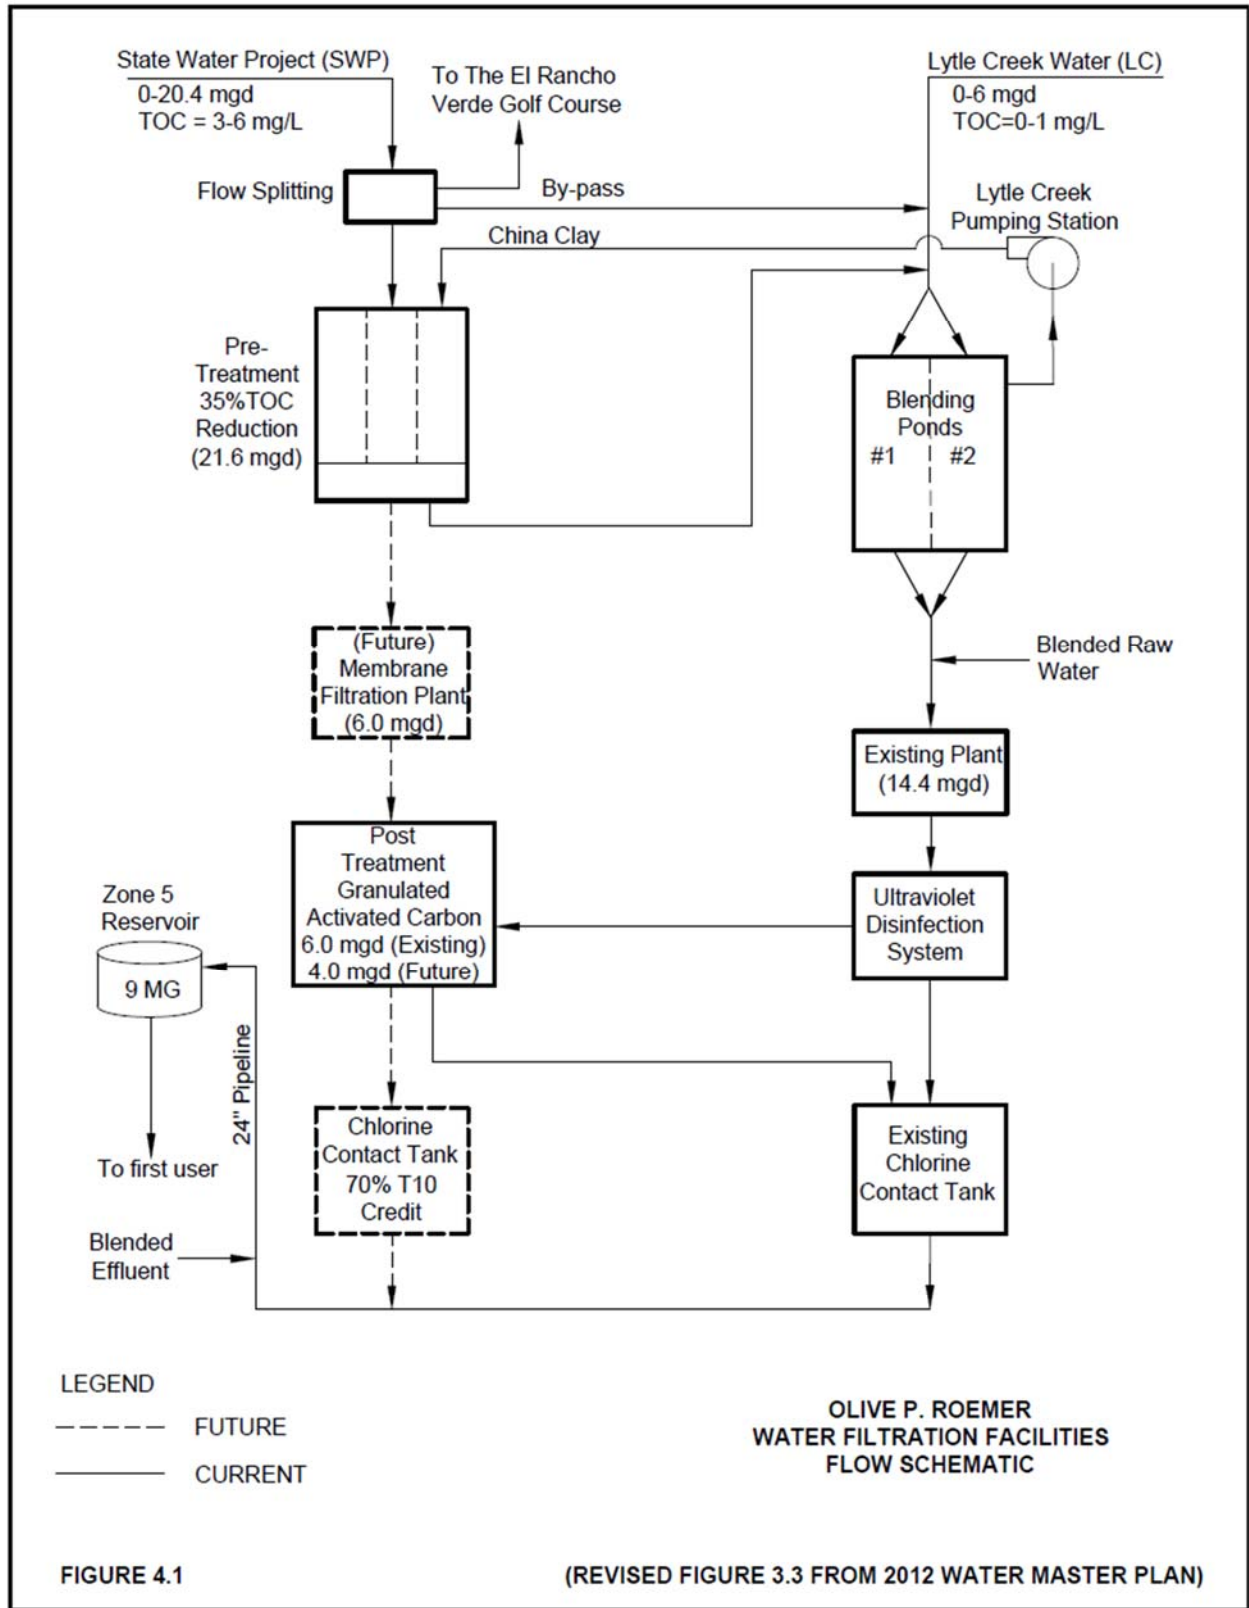 State Water Project (SWP)
0-20.4 mgd
TOC = 3-6 mg/L
To The El Rancho
Verde Golf Course
Lytle Creek Water (LC)
0-6 mgd
TOC=0-1 mg/L
Flow Splitting
By-pass
Lytle Creek
Pumping Station
China Clay
Pre-
Treatment
35%TOC
Reduction
(21.6 mgd)
Blending
Ponds
#1 #2
(Future)
Membrane
Filtration Plant
(6.0 mgd)
Blended Raw
Water
Existing Plant
(14.4 mgd)
Post
Treatment
Granulated
Activated Carbon
6.0 mgd (Existing)
4.0 mgd (Future)
Ultraviolet
Disinfection
System
Zone 5
Reservoir
9 MG
24" Pipeline
To first user
Chlorine
Contact Tank
70% T10
Credit
Existing
Chlorine
Contact Tank
Blended
Effluent
LEGEND
FUTURE
CURRENT
OLIVE P. ROEMER
WATER FILTRATION FACILITIES
FLOW SCHEMATIC
FIGURE 4.1
(REVISED FIGURE 3.3 FROM 2012 WATER MASTER PLAN)